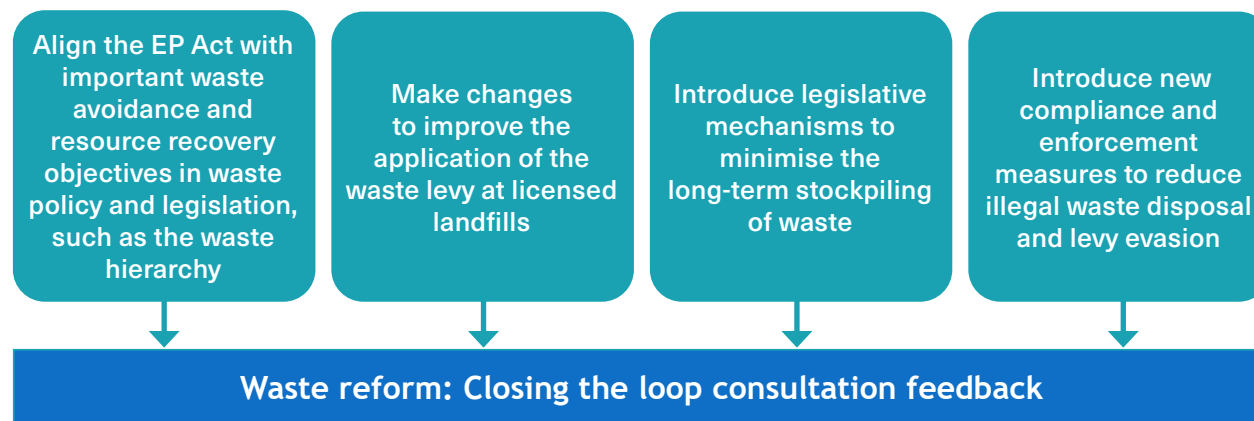 Align the EP Act with
important waste
avoidance and
resource recovery
objectives in waste
policy and legislation,
such as the waste
hierarchy
Make changes
to improve the
application of the
waste levy at licensed
landfills
Introduce legislative
mechanisms to
minimise the
long-term stockpiling
of waste
Introduce new
compliance and
enforcement
measures to reduce
illegal waste disposal
and levy evasion
Waste reform: Closing the loop consultation feedback